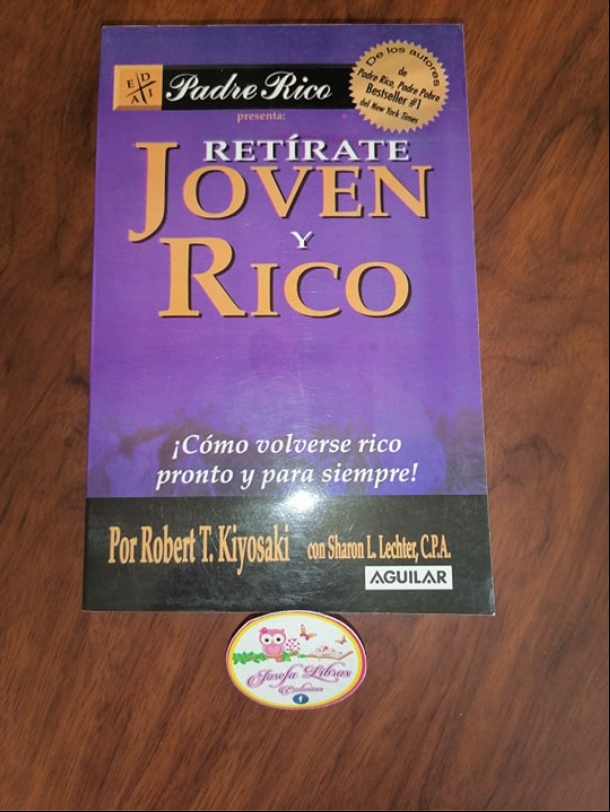 E D
A I
Padre Rico
presenta:
De los autores
de
Padre Rico, Padre Pobre
Bestseller #1
del New York Times
RETÍRATE
JOVEN
Y
RICO
¡Cómo volverse rico
pronto y para siempre!
Por Robert T. Kiyosaki con Sharon L. Lechter, C.P.A.
AGUILAR
Josefa Libros
Exclusivos
f